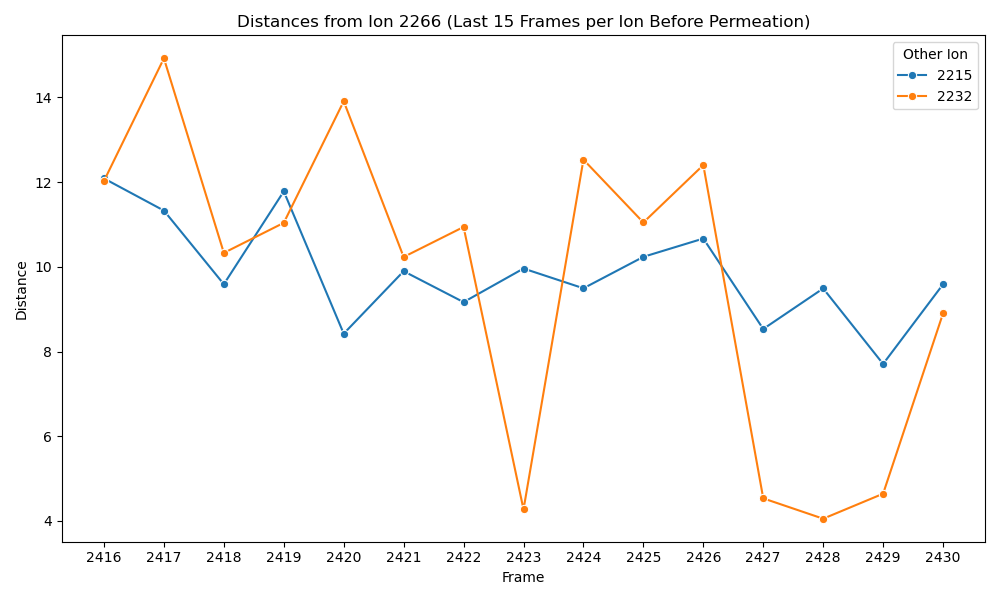 Distances from Ion 2266 (Last 15 Frames per Ion Before Permeation)
Other Ion
2215
2232
Distance
14
12
10
8
6
4
2416 2417 2418 2419 2420 2421 2422 2423 2424 2425 2426 2427 2428 2429 2430
Frame